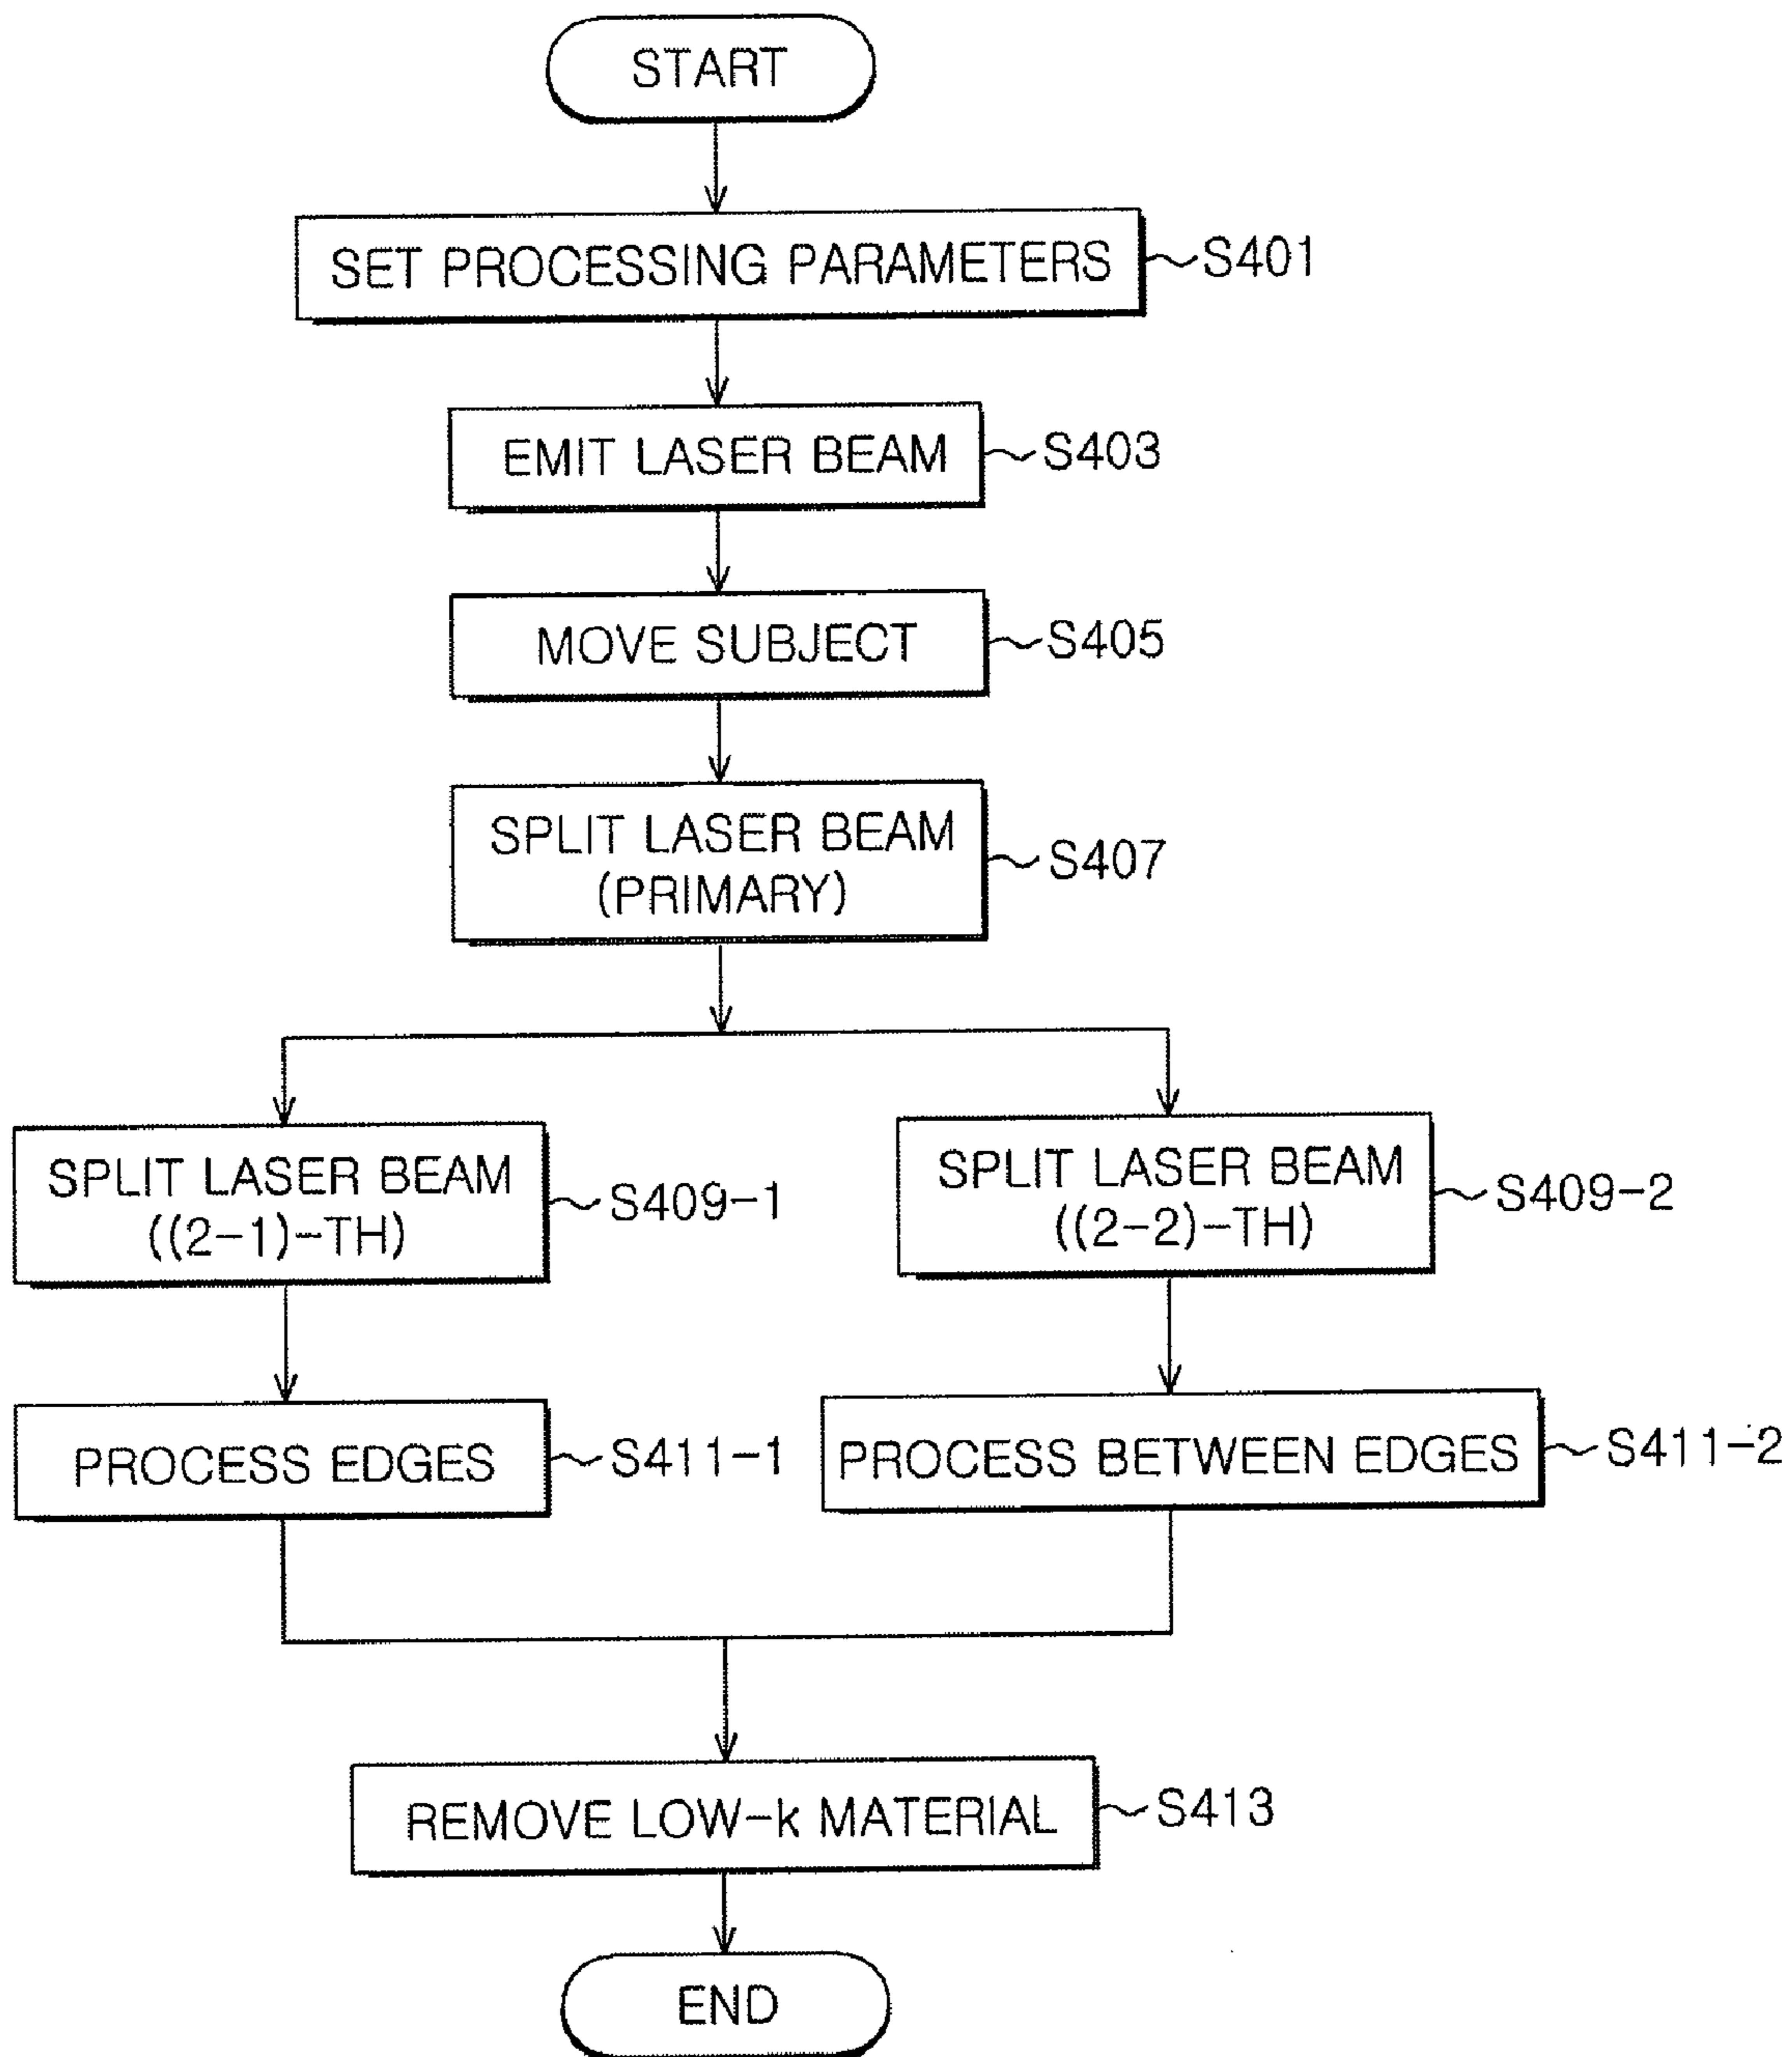 START
SET PROCESSING PARAMETERS
S401
EMIT LASER BEAM
S403
MOVE SUBJECT
S405
SPLIT LASER BEAM
(PRIMARY)
S407
SPLIT LASER BEAM
((2-1)-TH)
S409-1
SPLIT LASER BEAM
((2-2)-TH)
S409-2
PROCESS EDGES
S411-1
PROCESS BETWEEN EDGES
S411-2
REMOVE LOW-k MATERIAL
S413
END